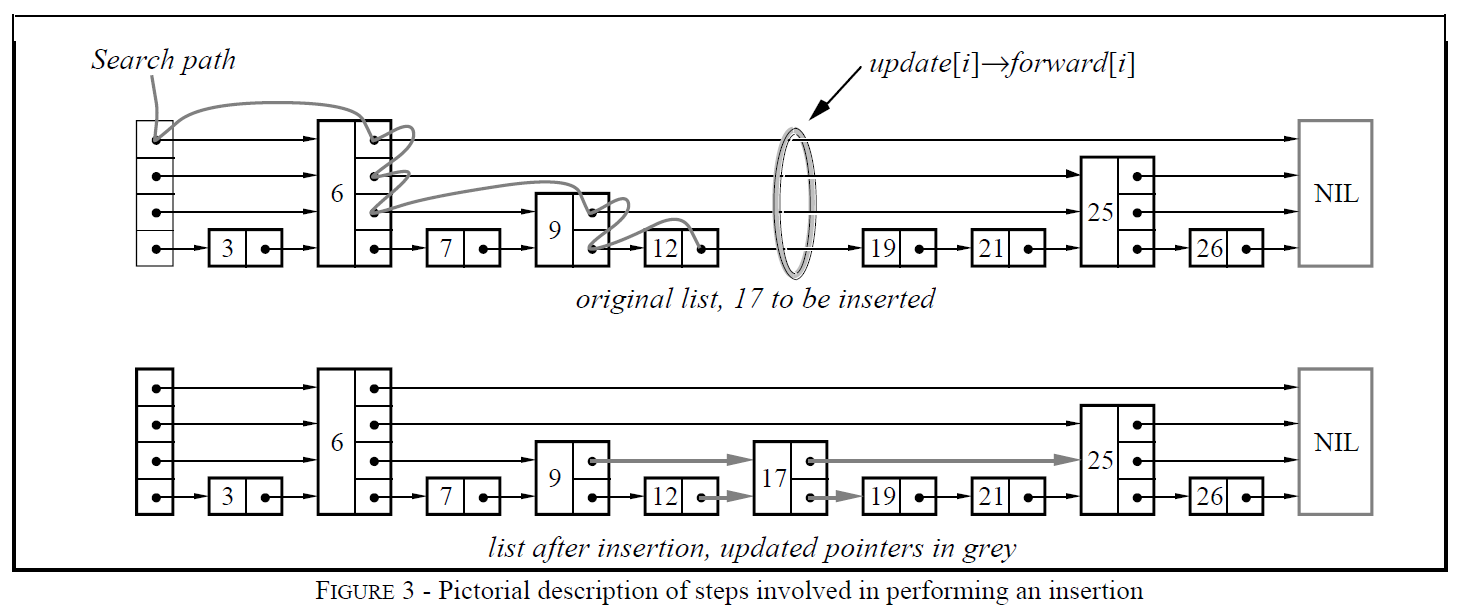 Search path
update[i]→forward[i]
6
NIL
25
9
3
7
12
19
21
26
original list, 17 to be inserted
6
NIL
25
9
17
3
7
12
19
21
26
list after insertion, updated pointers in grey
FIGURE 3 - Pictorial description of steps involved in performing an insertion